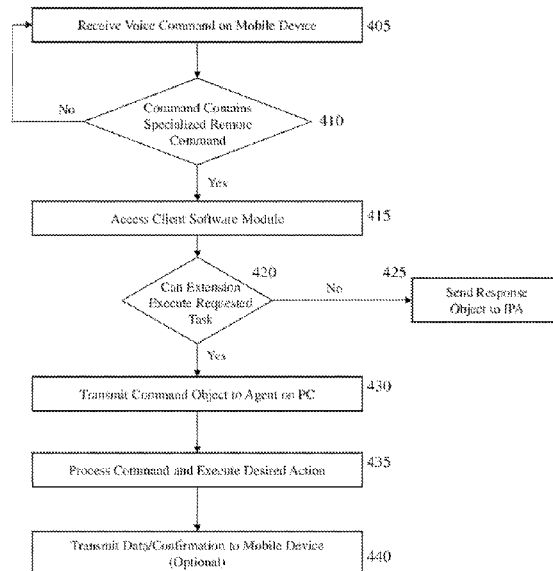 Receive Voice Command on Mobile Device
405
No
Command Contains
Specialized Remote
Command
410
Yes
Access Client Software Module
415
420
425
Can Extension
Execute Requested
Task
No
Send Response
Object to IPA
Yes
Transmit Command Object to Agent on PC
430
Process Command and Execute Desired Action
435
Transmit Data/Confirmation to Mobile Device
(Optional)
440